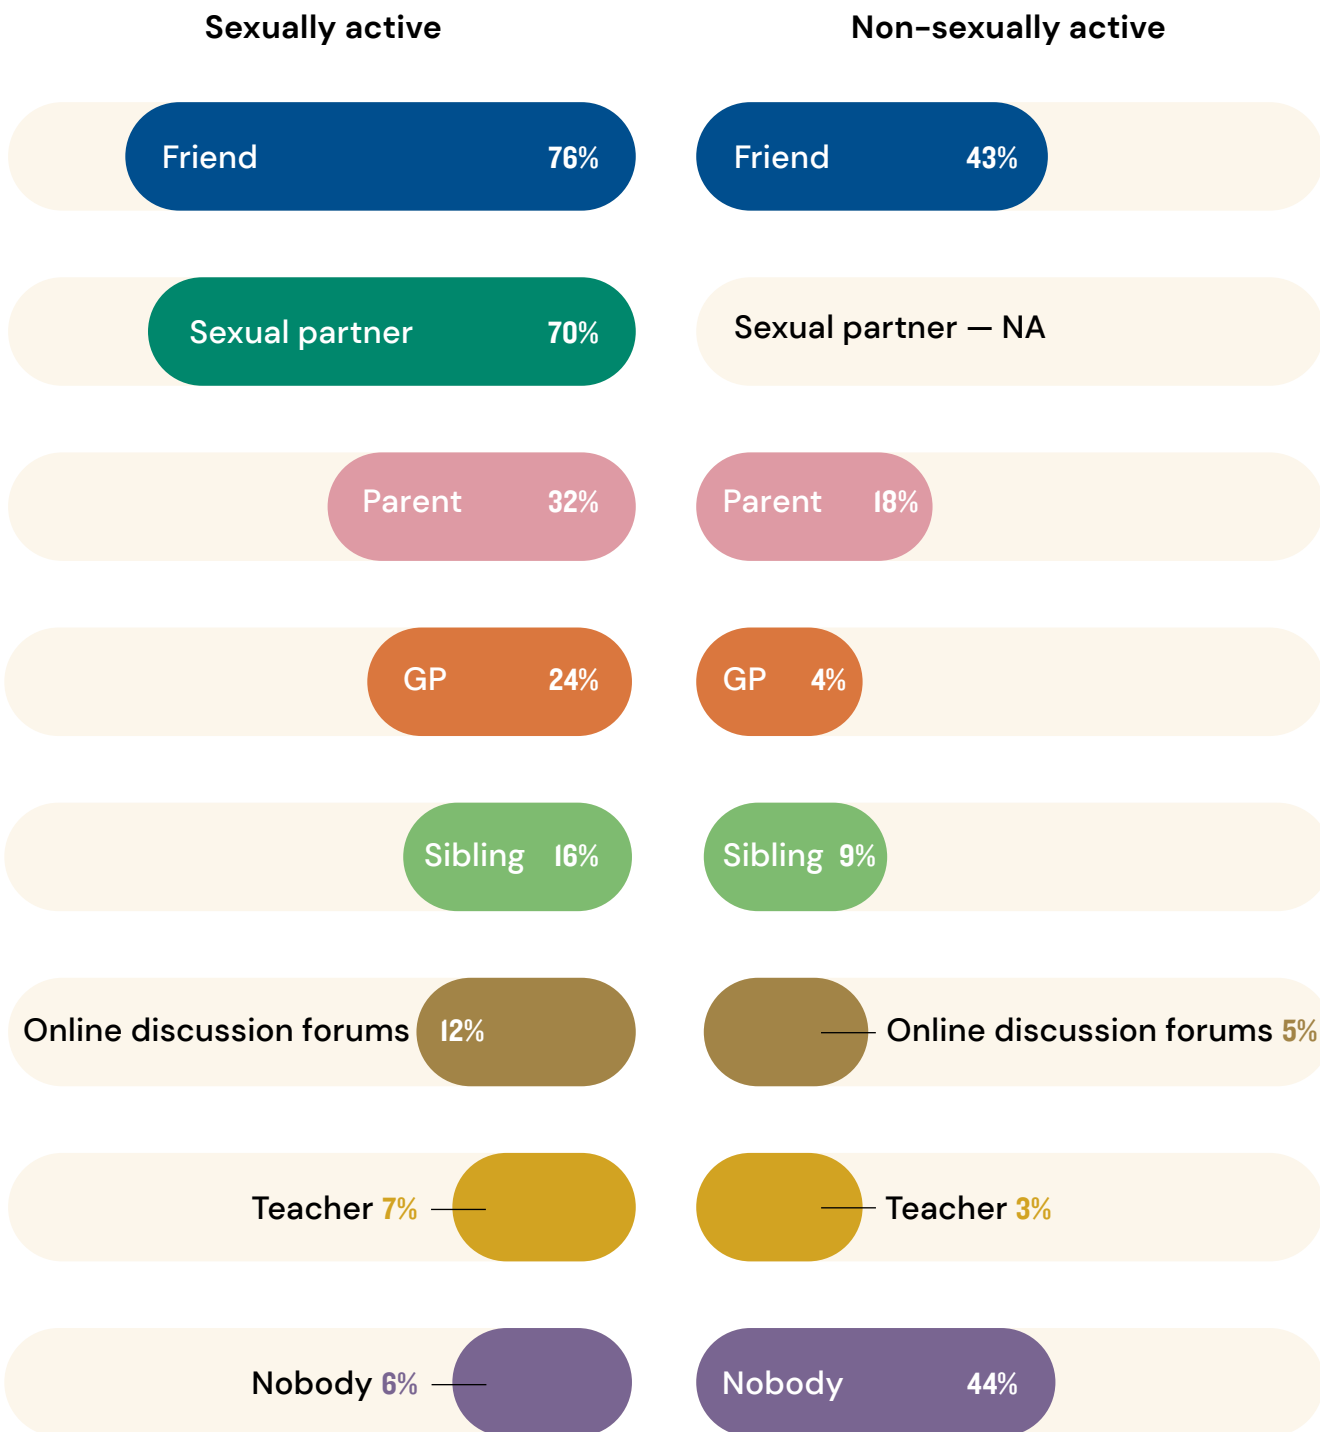 Sexually active Non-sexually active
Friend 76% Friend 43%
Sexual partner 70% Sexual partner — NA
Parent 32% Parent 18%
GP 24% GP 4%
Sibling 16% Sibling 9%
Online discussion forums 12% Online discussion forums 5%
Teacher 7% Teacher 3%
Nobody 6% Nobody 44%